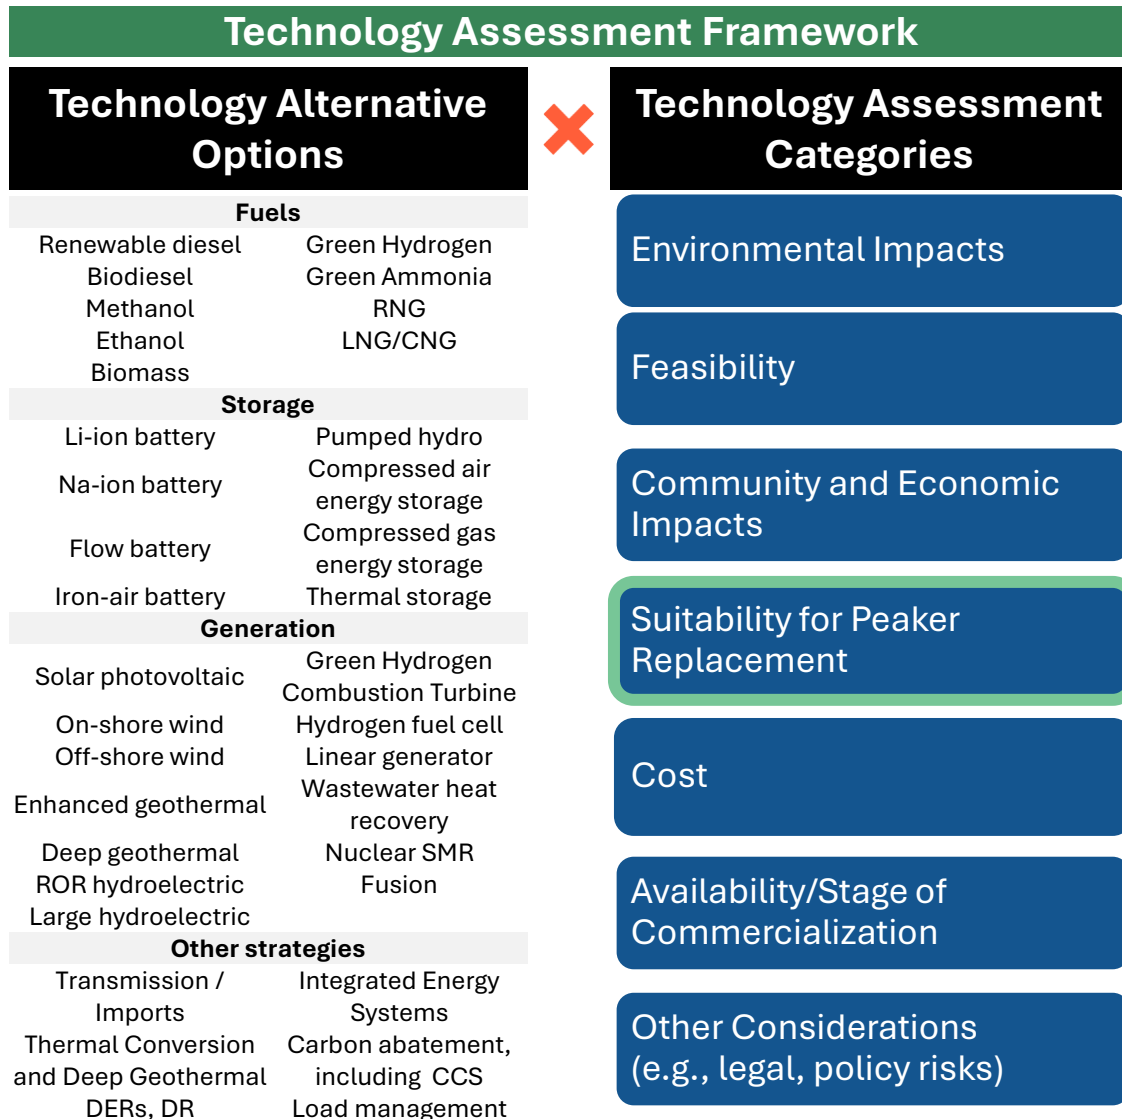 Technology Assessment Framework
Technology Alternative
Options
Fuels
Renewable diesel
Biodiesel
Methanol
Ethanol
Biomass
Green Hydrogen
Green Ammonia
RNG
LNG/CNG
Storage
Li-ion battery
Na-ion battery
Flow battery
Iron-air battery
Pumped hydro
Compressed air
energy storage
Compressed gas
energy storage
Thermal storage
Generation
Solar photovoltaic
On-shore wind
Off-shore wind
Enhanced geothermal
Deep geothermal
ROR hydroelectric
Large hydroelectric
Green Hydrogen
Combustion Turbine
Hydrogen fuel cell
Linear generator
Wastewater heat
recovery
Nuclear SMR
Fusion
Other strategies
Transmission /
Imports
Thermal Conversion
and Deep Geothermal
DERs, DR
Integrated Energy
Systems
Carbon abatement,
including CCS
Load management
Technology Assessment
Categories
Environmental Impacts
Feasibility
Community and Economic
Impacts
Suitability for Peaker
Replacement
Cost
Availability/Stage of
Commercialization
Other Considerations
(e.g., legal, policy risks)